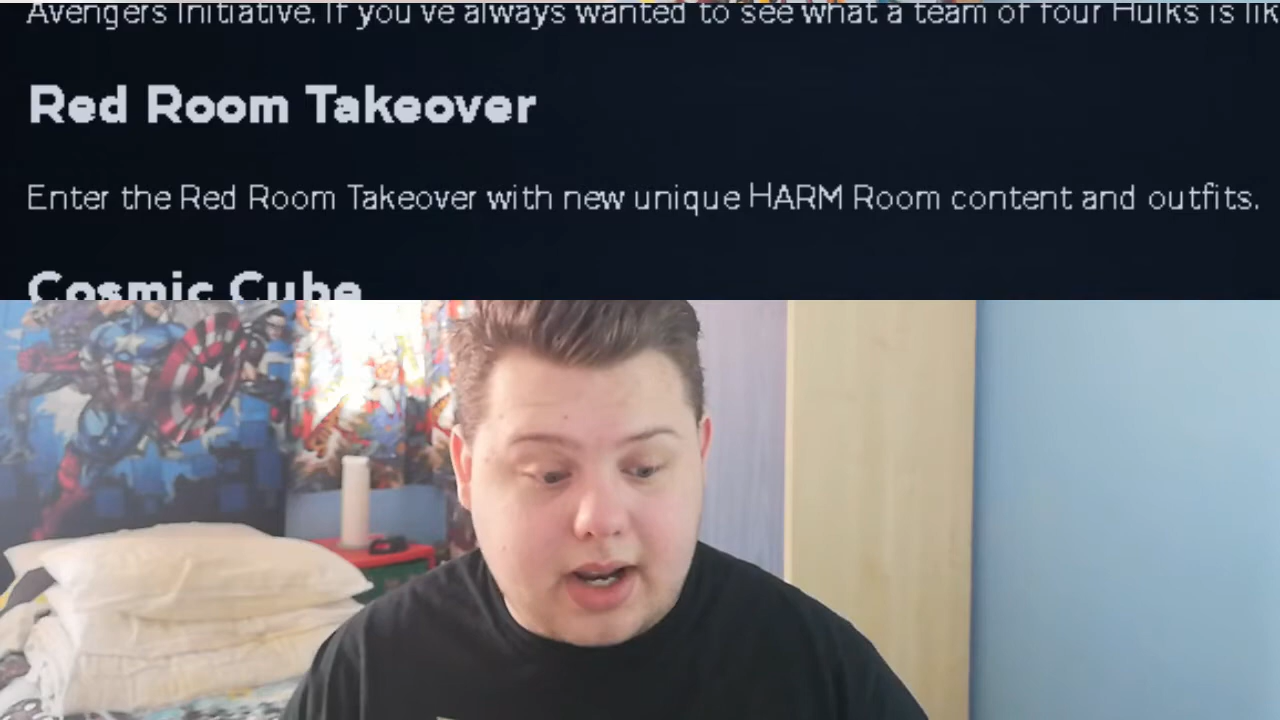 Avengers Initiative. If you've always wanted to see what a team of four Hulks is lik
Red Room Takeover
Enter the Red Room Takeover with new unique HARM Room content and outfits.
Cosmic Cube